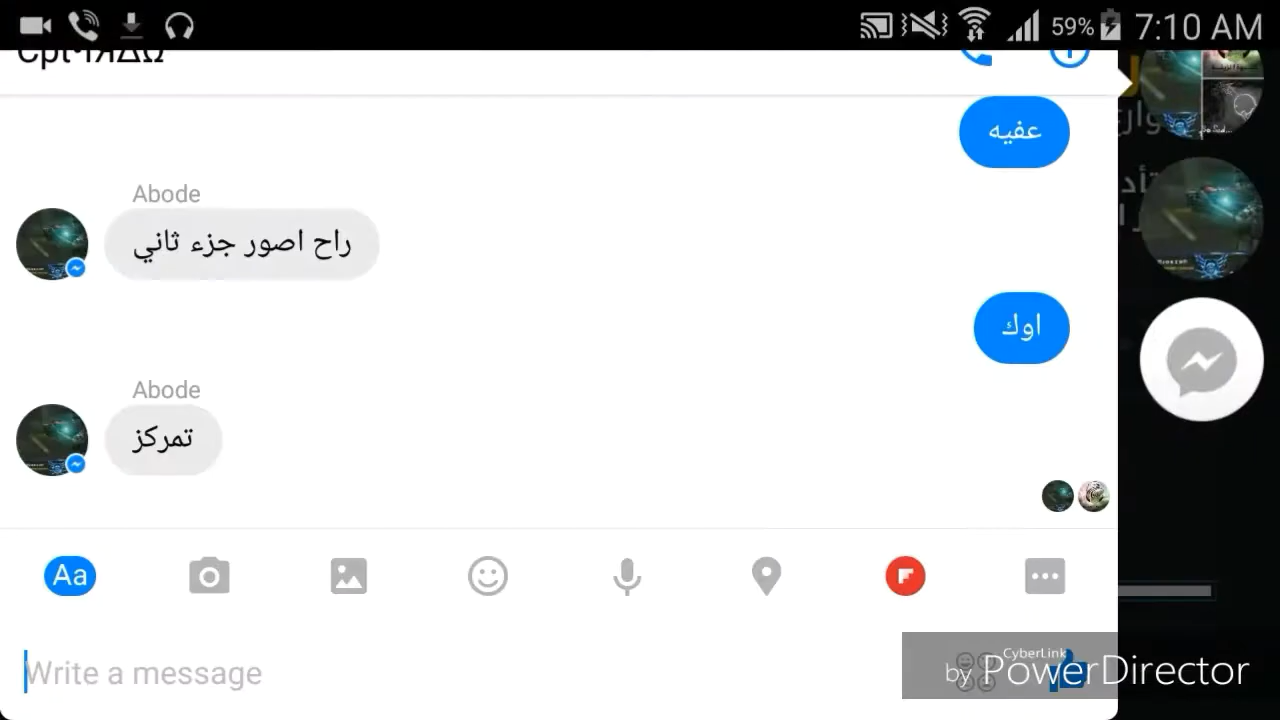 59% 7:10 AM
عفيه
Abode
راح اصور جزء ثاني
اوك
Abode
تمركز
Aa
Write a message
CyberLink
by PowerDirector